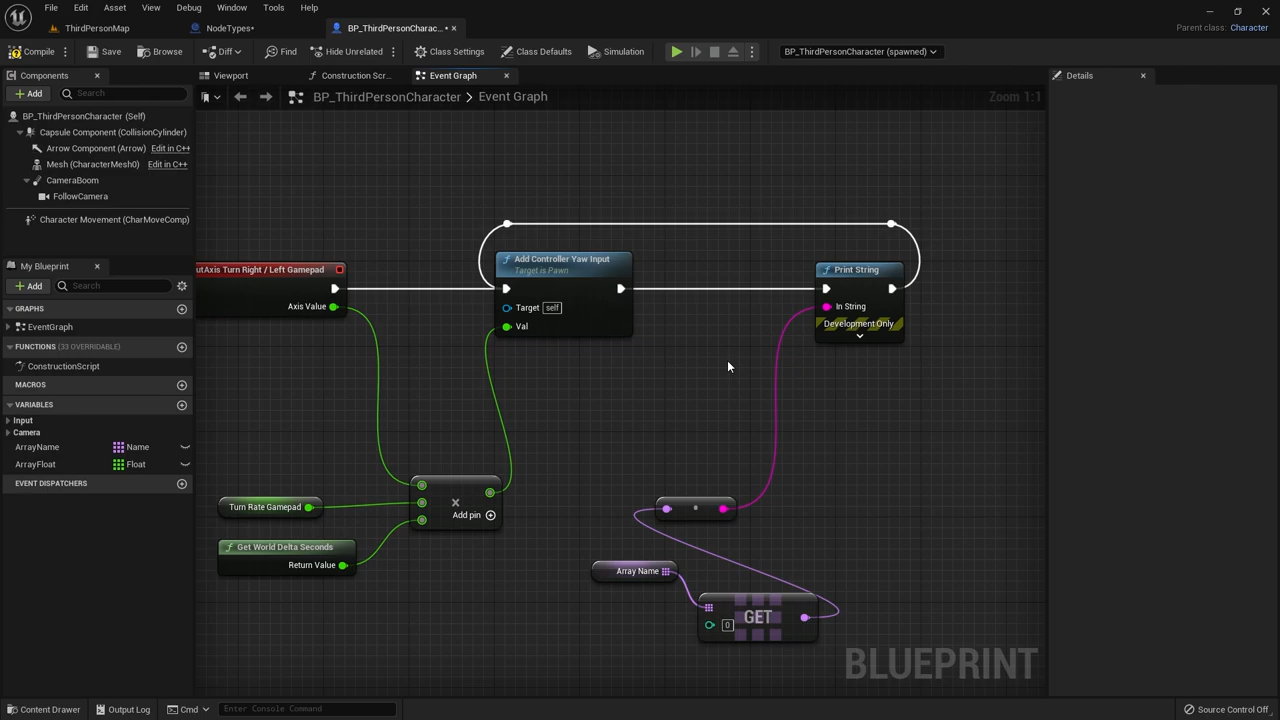 File Edit Asset View Debug Window Tools Help
ThirdPersonMap NodeTypes* BP_ThirdPersonCharac... *
Parent class: Character
Compile Save Browse Diff Find Hide Unrelated Class Settings Class Defaults Simulation BP_ThirdPersonCharacter (spawned)
Components Viewport Construction Scr... Event Graph Details
Add Search
BP_ThirdPersonCharacter > Event Graph
Zoom 1:1
BP_ThirdPersonCharacter (Self)
Capsule Component (CollisionCylinder)
Arrow Component (Arrow) Edit in C++
Mesh (CharacterMesh0) Edit in C++
CameraBoom
FollowCamera
Character Movement (CharMoveComp)
My Blueprint
Add Search
GRAPHS
EventGraph
FUNCTIONS (33 OVERRIDABLE)
ConstructionScript
MACROS
VARIABLES
Input
Camera
ArrayName Name
ArrayFloat Float
EVENT DISPATCHERS
utAxis Turn Right / Left Gamepad
Axis Value
f Add Controller Yaw Input
Target is Pawn
Target self
Val
f Print String
In String
Development Only
Turn Rate Gamepad
f Get World Delta Seconds
Return Value
Add pin
Array Name
GET
0
BLUEPRINT
Content Drawer Output Log Cmd Enter Console Command Source Control Off